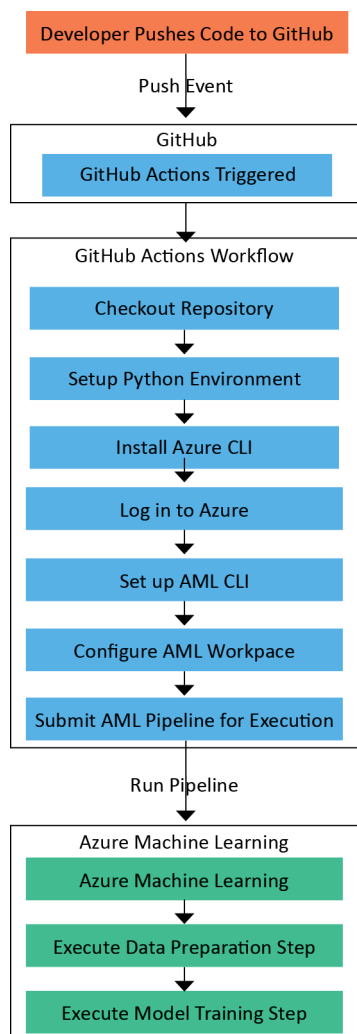 Developer Pushes Code to GitHub
Push Event
GitHub
GitHub Actions Triggered
GitHub Actions Workflow
Checkout Repository
Setup Python Environment
Install Azure CLI
Log in to Azure
Set up AML CLI
Configure AML Workpace
Submit AML Pipeline for Execution
Run Pipeline
Azure Machine Learning
Azure Machine Learning
Execute Data Preparation Step
Execute Model Training Step